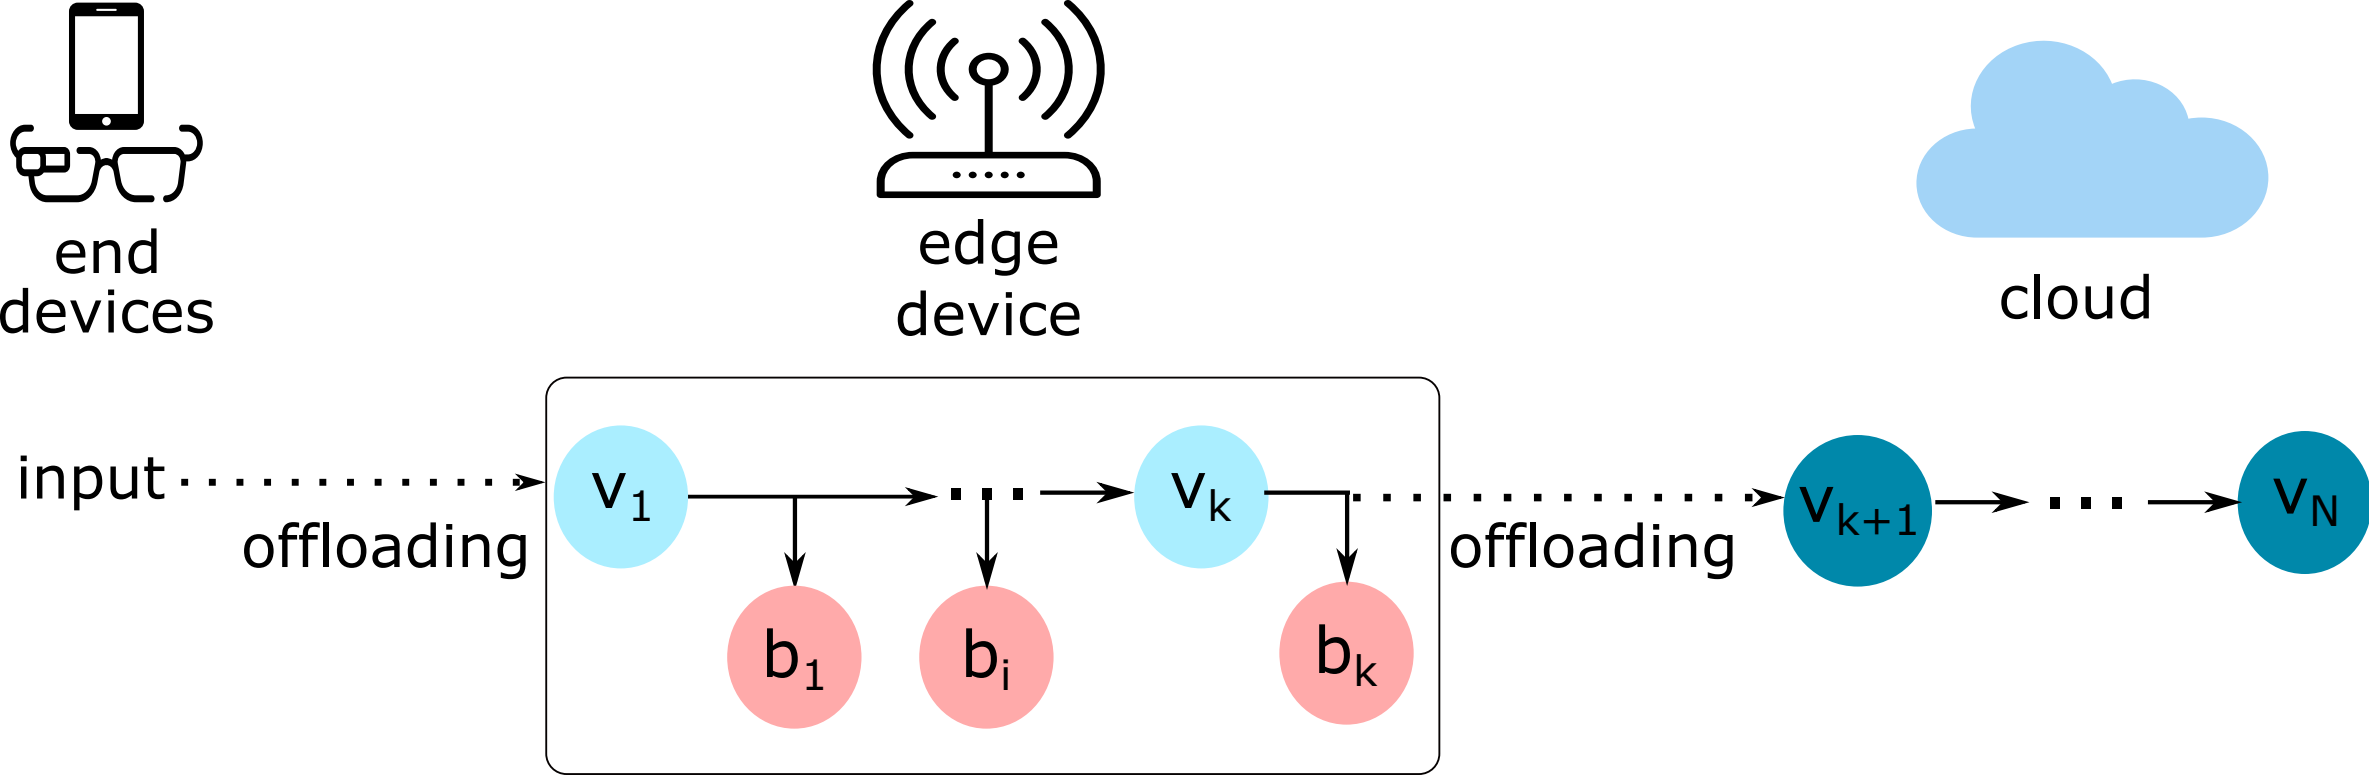 end
devices
edge
device
cloud
input
offloading
v1
...
vk
offloading
vk+1
...
vN
b1
bi
bk